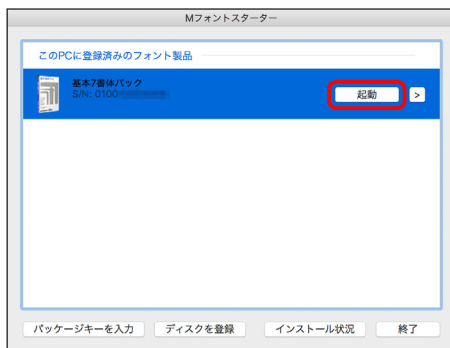 Mフォントスターター
このPCに登録済みのフォント製品
基本7書体パック
S/N: 0100
起動
>
パッケージキーを入力
ディスクを登録
インストール状況
終了